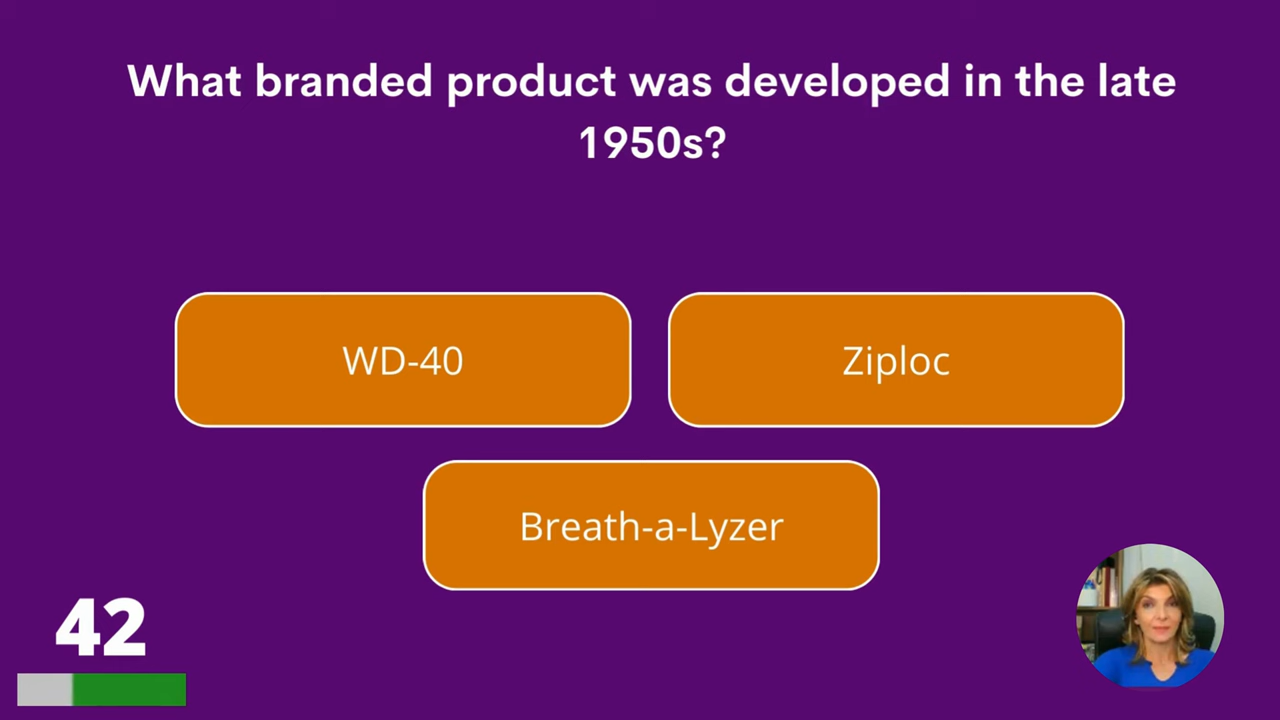 What branded product was developed in the late
1950s?
WD-40
Ziploc
Breath-a-Lyzer
42